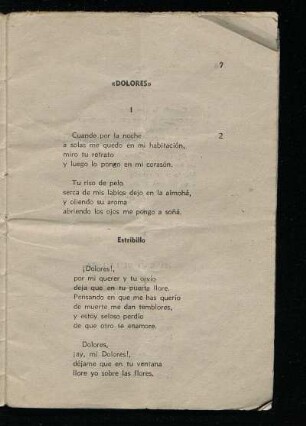 7
«DOLORES»
I
Cuando por la noche
2
a solas me quedo en mi habitación,
miro tu retrato
y luego lo pongo en mi corazón.
Tu rizo de pelo
serca de mis labios dejo en la almohá,
y oliendo su aroma
abriendo los ojos me pongo a soñá.
Estribillo
¡Dolores!,
por mi querer y tu novio
deja que en tu puerta llore.
Pensando en que me has querío
de muerte me dan temblores,
y estoy seloso perdío
de que otro se enamore.
Dolores,
¡ay, mi Dolores!,
déjame que en tu ventana
llore yo sobre las flores.